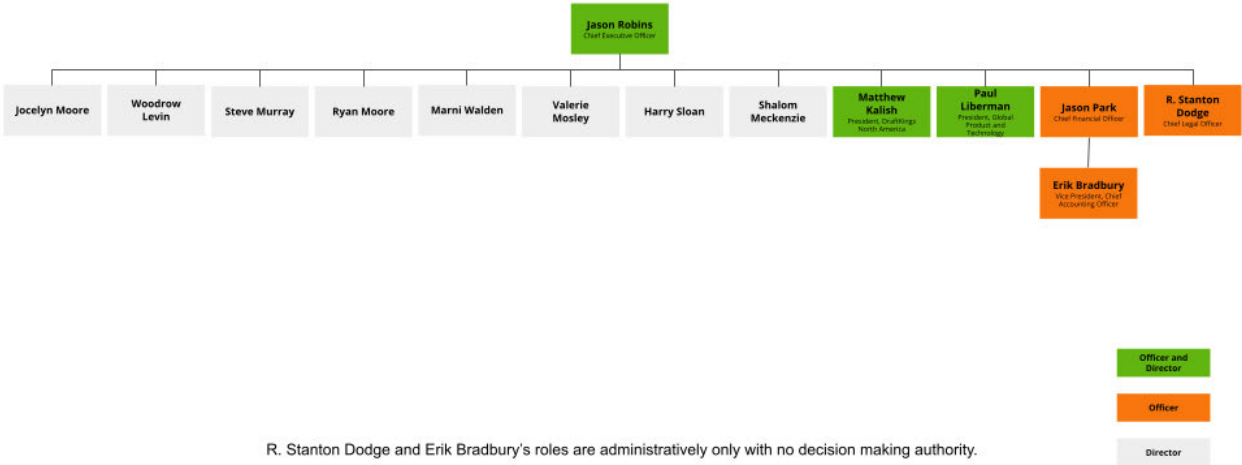 Jason Robins
Chief Executive Officer
Jocelyn Moore
Woodrow
Levin
Steve Murray
Ryan Moore
Marni Walden
Valerie
Mosley
Harry Sloan
Shalom
Meckenzie
Matthew
Kalish
President, DraftKings
North America
Paul
Liberman
President, Global
Product and
Technology
Jason Park
Chief Financial Officer
R. Stanton
Dodge
Chief Legal Officer
Erik Bradbury
Vice President, Chief
Accounting Officer
Officer and
Director
Officer
Director
R. Stanton Dodge and Erik Bradbury’s roles are administratively only with no decision making authority.